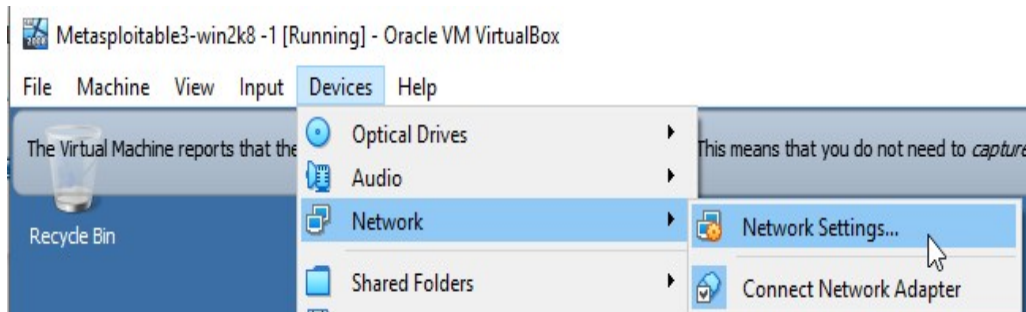 Metasploitable3-win2k8 -1 [Running] - Oracle VM VirtualBox
File Machine View Input Devices Help
The Virtual Machine reports that the
This means that you do not need to capture
Optical Drives
Audio
Network
Network Settings...
Recycle Bin
Shared Folders
Connect Network Adapter